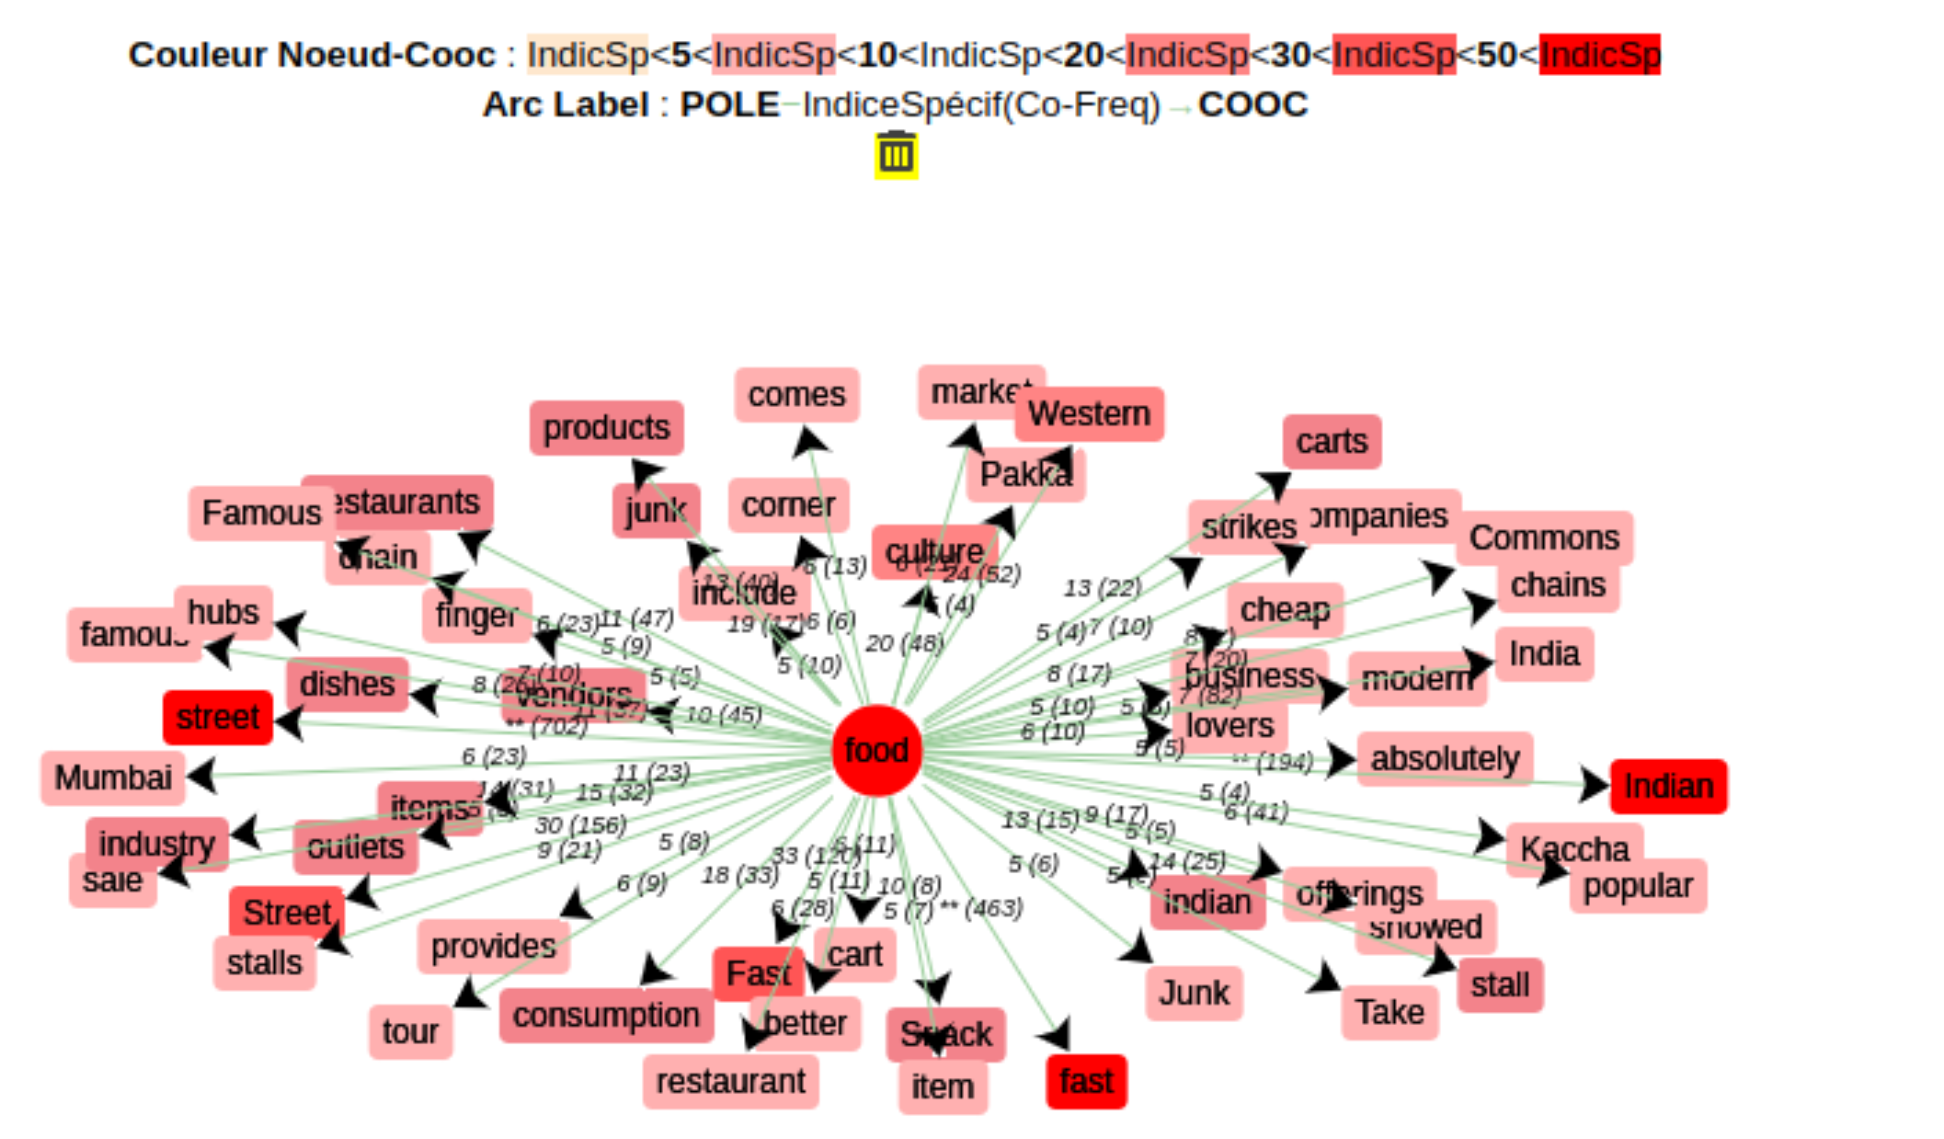 Couleur Noeud-Cooc : IndicSp<5<IndicSp<10<IndicSp<20<IndicSp<30<IndicSp<50<IndicSp
Arc Label : POLE–IndiceSpécif(Co-Freq)→COOC
comes
market
Western
products
carts
Pakka
restaurants
Famous
junk
corner
strikes
companies
Commons
culture
chain
include
chains
hubs
finger
cheap
famous
India
dishes
vendors
business
modern
street
lovers
food
absolutely
Mumbai
Indian
items
industry
outlets
Kaccha
sale
popular
Street
indian
offerings
showed
stalls
provides
Fast
cart
Junk
stall
consumption
better
Take
tour
Snack
restaurant
item
fast
13 (40)
6 (13)
24 (52)
(4)
13 (22)
6 (23)
11 (47)
6 (6)
5 (9)
20 (48)
5 (4)
7 (10)
5 (10)
7 (20)
7 (10)
5 (5)
8 (17)
7 (82)
11 (37)
10 (45)
5 (10)
** (702)
6 (10)
5 (5)
6 (23)
** (194)
11 (23)
14 (31)
15 (32)
5 (4)
6 (41)
30 (156)
9 (21)
5 (8)
13 (15)
9 (17)
5 (5)
6 (11)
14 (25)
5 (6)
6 (9)
18 (33)
5 (11)
10 (8)
6 (28)
5 (7)
** (463)